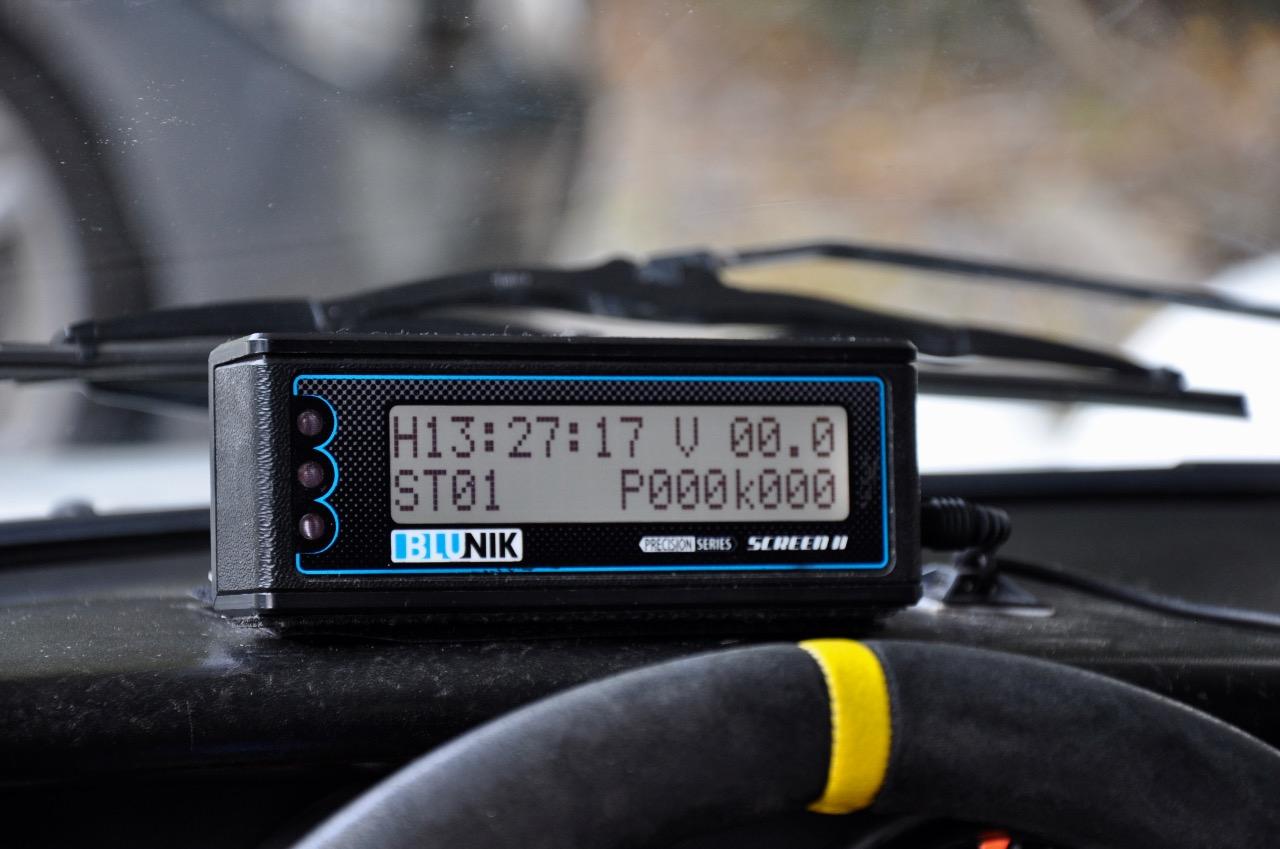 H13:27:17 V 00.0
ST01 P000k000
BLUNIK PRECISION SERIES SCREEN II